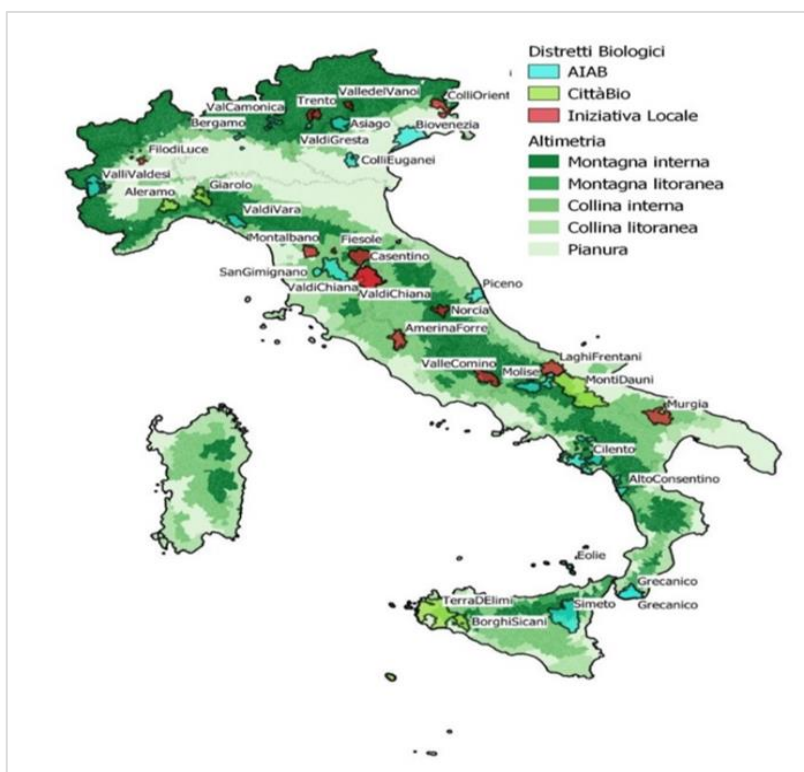 Distretti Biologici
AIAB
CittàBio
Iniziativa Locale
Altimetria
Montagna interna
Montagna litoranea
Collina interna
Collina litoranea
Pianura
ValledelVanoi
ColliOrient
ValCamonica
Trento
Bergamo
Asiago
Biovenezia
ValdiGresta
FilodiLuce
ColliEuganei
ValliValdesi
Giarolo
Aleramo
ValdiVara
Montalbano
Fiesole
Casentino
SanGimignano
ValdiChiana
ValdiChiana
Piceno
Norcia
AmerinaForre
LaghiFrentani
ValleComino
Molise
MontiDauni
Murgia
Cilento
AltoConsentino
Eolie
Grecanico
TerraDElimi
Simeto
Grecanico
BorghiSicani